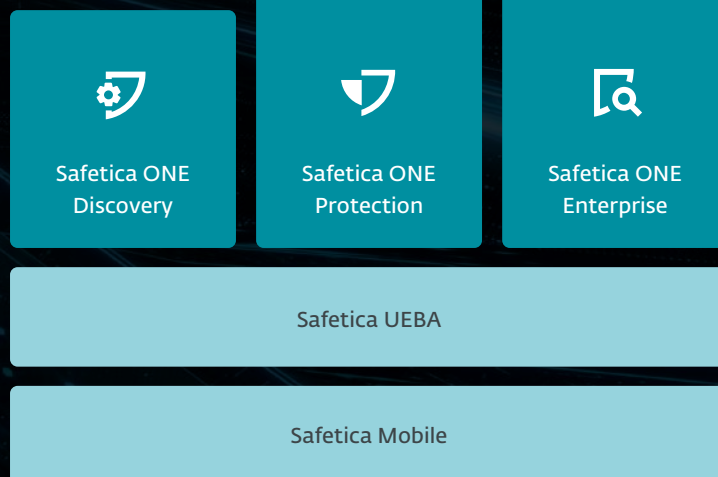 Safetica ONE
Discovery
Safetica ONE
Protection
Safetica ONE
Enterprise
Safetica UEBA
Safetica Mobile